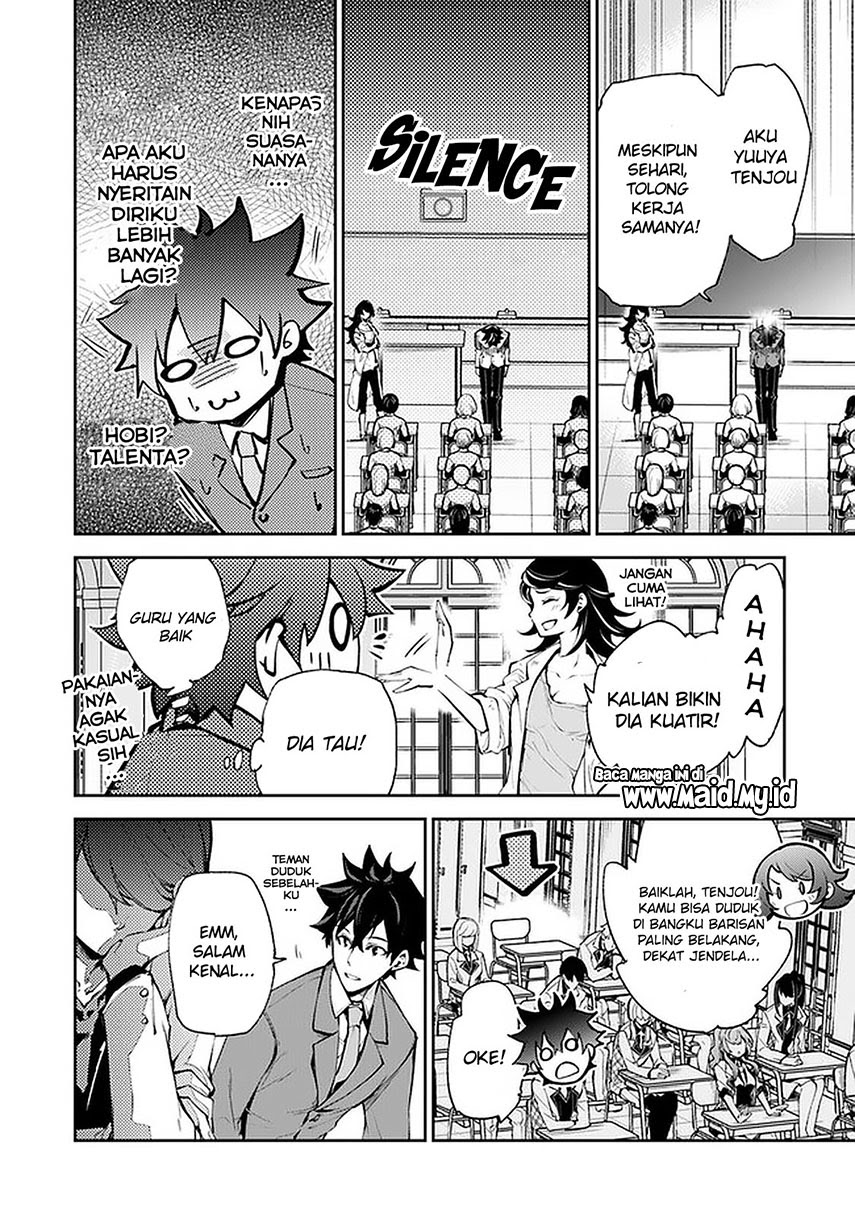 AKU
YUUYA
TENJOU
MESKIPUN
SEHARI,
TOLONG
KERJA
SAMANYA!
SILENCE
KENAPAS
NIH
SUASA-
NANYA
...
APA AKU
HARUS
NYERITAIN
DIRIKU
LEBIH
BANYAK
LAGI?
HOBI?
TALENTA?
AHAHA
JANGAN
CUMA
LIHAT!
KALIAN BIKIN
DIA KUATIR!
DIA TAU!
GURU YANG
BAIK
PAKAIAN-
NYA
AGAK
KASUAL
SIH
...
Baca Manga ini di
www.Maid.My.id
BAIKLAH, TENJOU!
KAMU BISA DUDUK
DI BANGKU BARISAN
PALING BELAKANG,
DEKAT JENDELA...
OKE!
TEMAN
DUDUK
SEBELAH-
KU
...
EMM,
SALAM
KENAL...